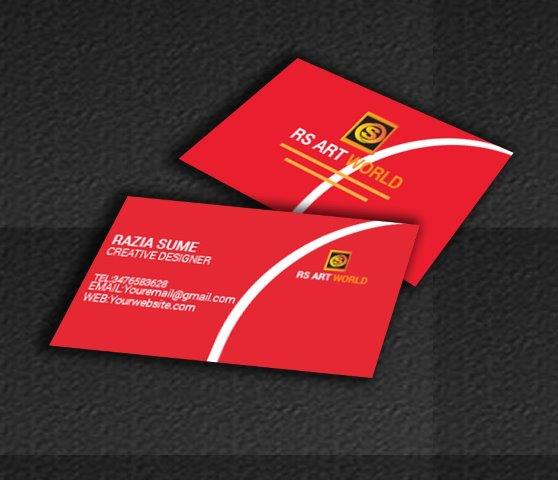 RS ART WORLD
RAZIA SUME
CREATIVE DESIGNER
RS ART WORLD
TEL:3476583628
EMAIL:Youremail@gmail.com
WEB:Yourwebsite.com